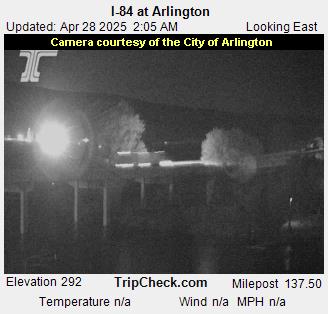 I-84 at Arlington
Updated: Apr 28 2025 2:05 AM Looking East
Camera courtesy of the City of Arlington
Elevation 292 TripCheck.com Milepost 137.50
Temperature n/a Wind n/a MPH n/a